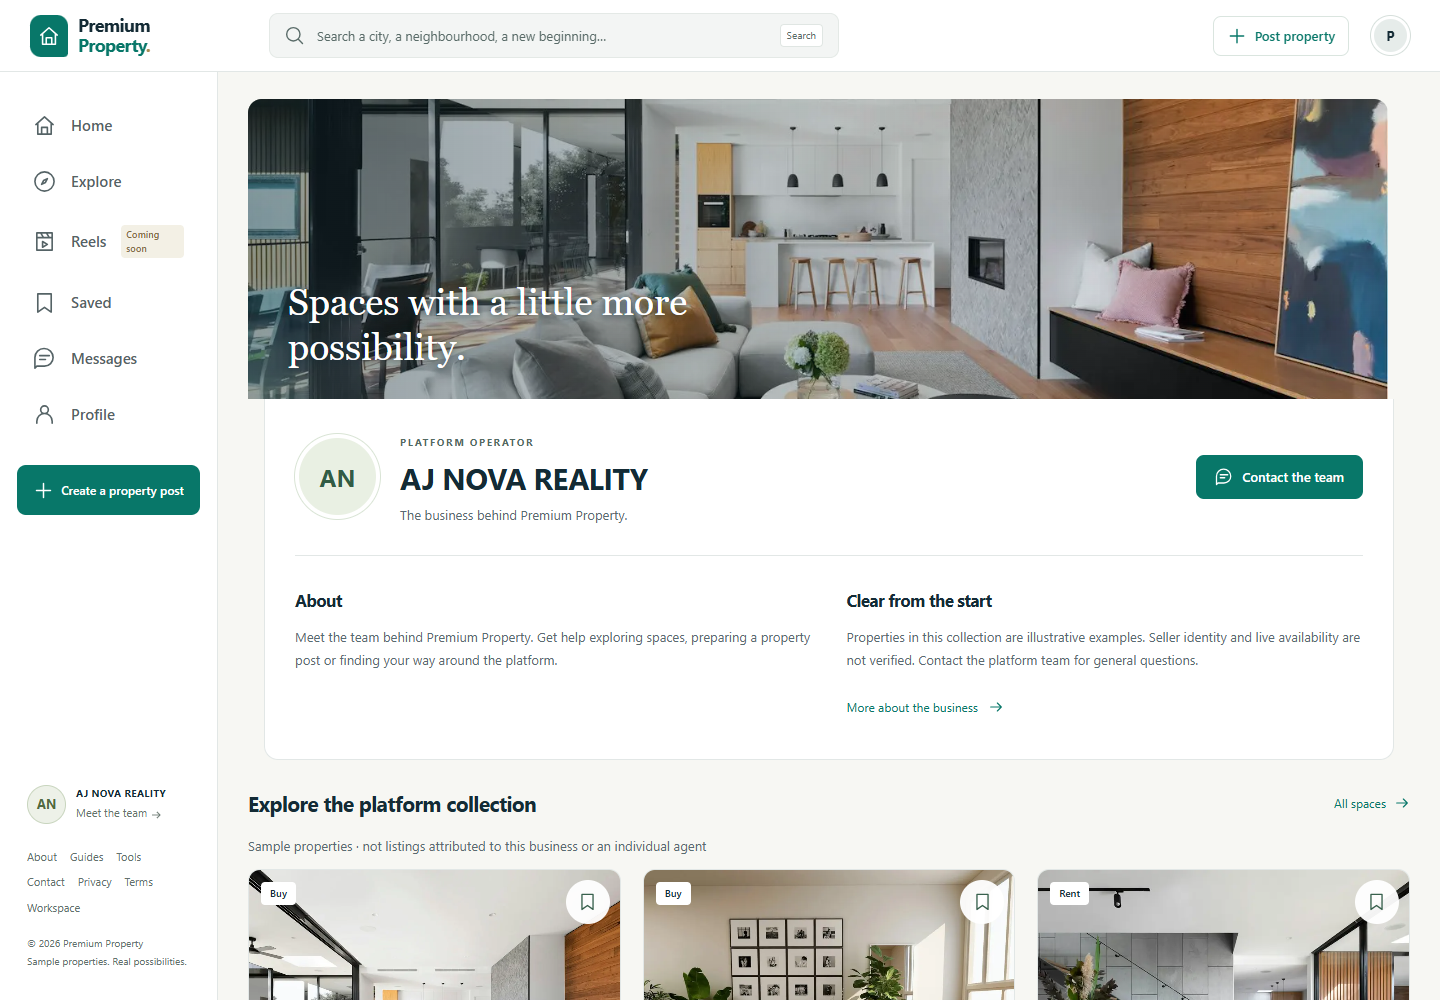 Premium
Property.
Search a city, a neighbourhood, a new beginning...
Search
Post property
P
Home
Explore
Reels
Coming
soon
Saved
Messages
Profile
Create a property post
Spaces with a little more
possibility.
AN
PLATFORM OPERATOR
AJ NOVA REALITY
The business behind Premium Property.
Contact the team
About
Meet the team behind Premium Property. Get help exploring spaces, preparing a property
post or finding your way around the platform.
Clear from the start
Properties in this collection are illustrative examples. Seller identity and live availability are
not verified. Contact the platform team for general questions.
More about the business
AN
AJ NOVA REALITY
Meet the team
About Guides Tools
Contact Privacy Terms
Workspace
© 2026 Premium Property
Sample properties. Real possibilities.
Explore the platform collection
All spaces
Sample properties · not listings attributed to this business or an individual agent
Buy
Buy
Rent